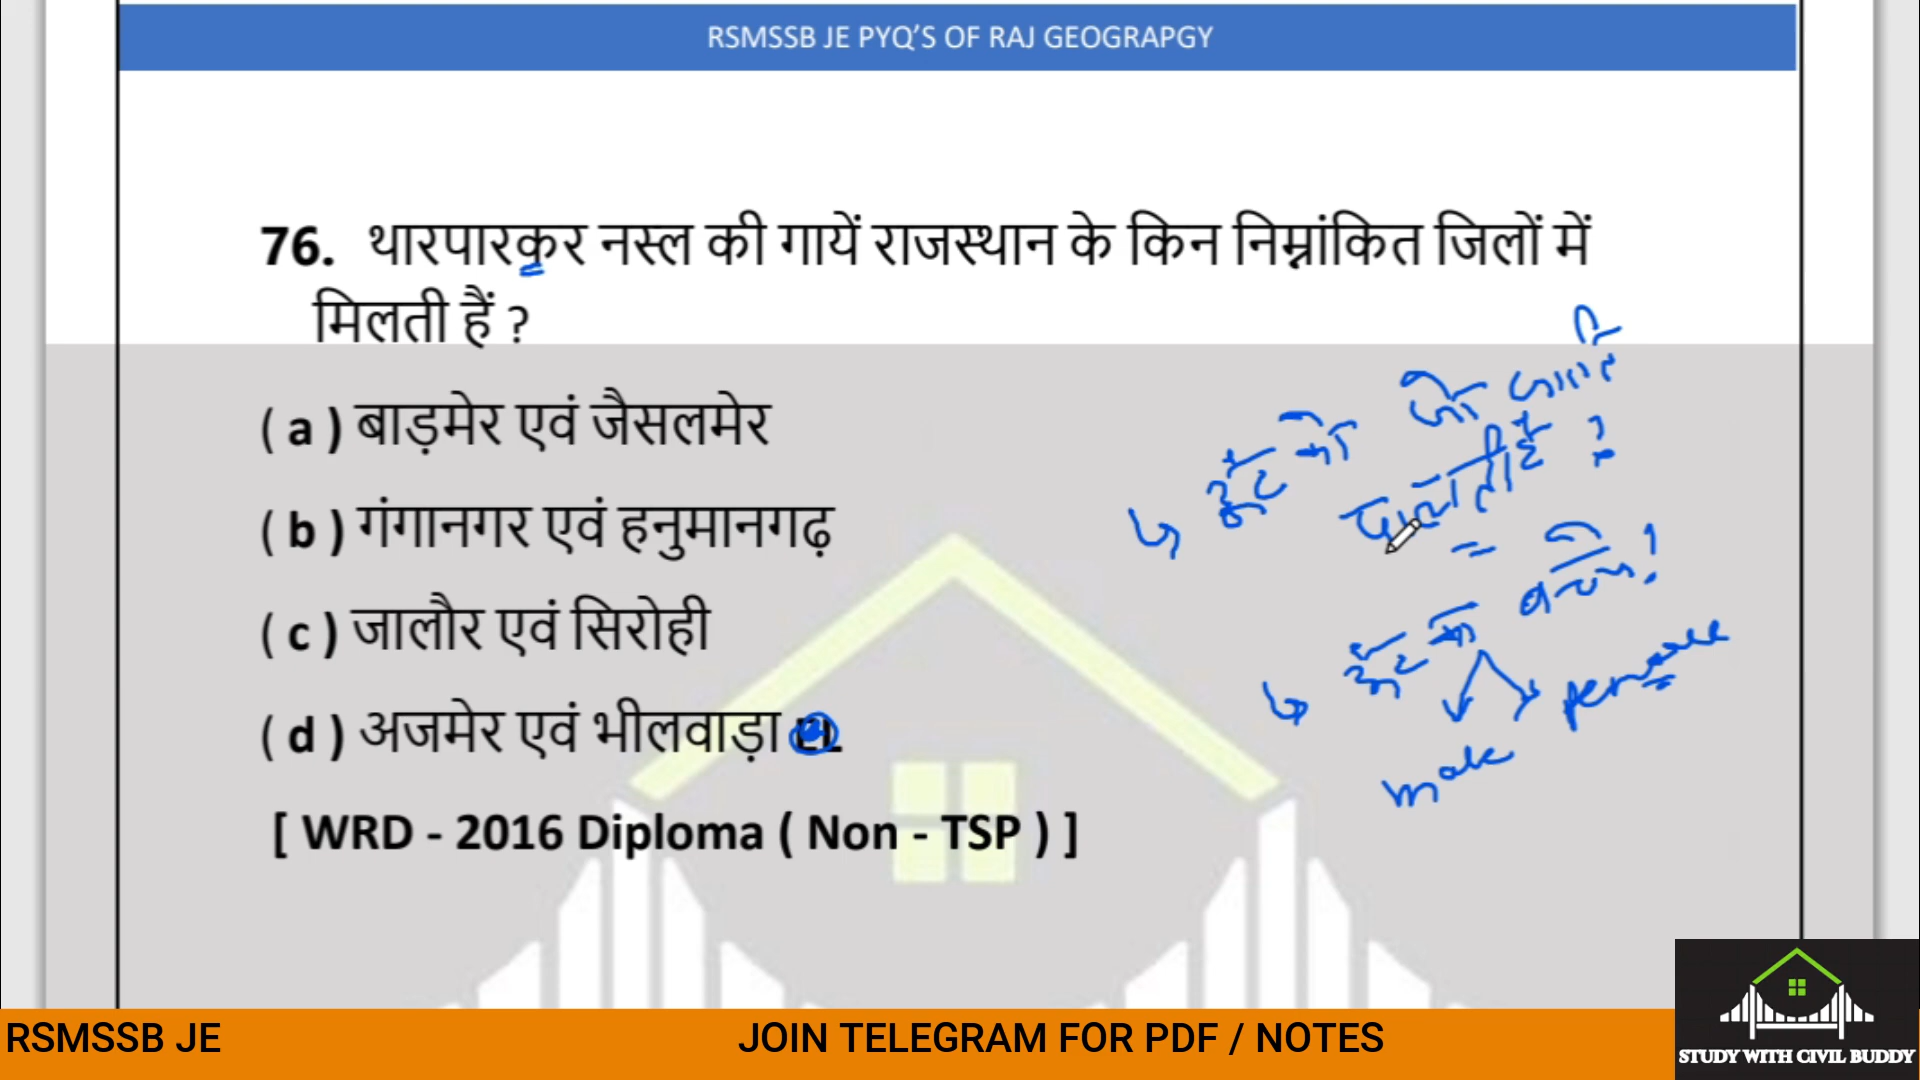 RSMSSB JE PYQ'S OF RAJ GEOGRAPGY
76. थारपारकर नस्ल की गायें राजस्थान के किन निम्नांकित जिलों में
मिलती हैं ?
( a ) बाड़मेर एवं जैसलमेर
( b ) गंगानगर एवं हनुमानगढ़
( c ) जालौर एवं सिरोही
( d ) अजमेर एवं भीलवाड़ा
[ WRD - 2016 Diploma ( Non - TSP ) ]
male
RSMSSB JE
JOIN TELEGRAM FOR PDF / NOTES
STUDY WITH CIVIL BUDDY